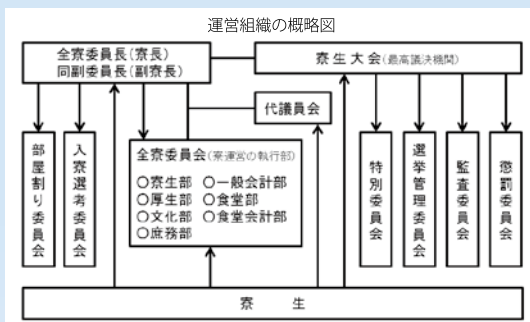 運営組織の概略図
全寮委員長(寮長)
同副委員長(副寮長)
寮生大会(最高議決機関)
代議員会
部屋割り委員会
入寮選考委員会
全寮委員会(寮運営の執行部)
○寮生部 ○一般会計部
○厚生部 ○食堂部
○文化部 ○食堂会計部
○庶務部
特別委員会
選挙管理委員会
監査委員会
懲罰委員会
寮生